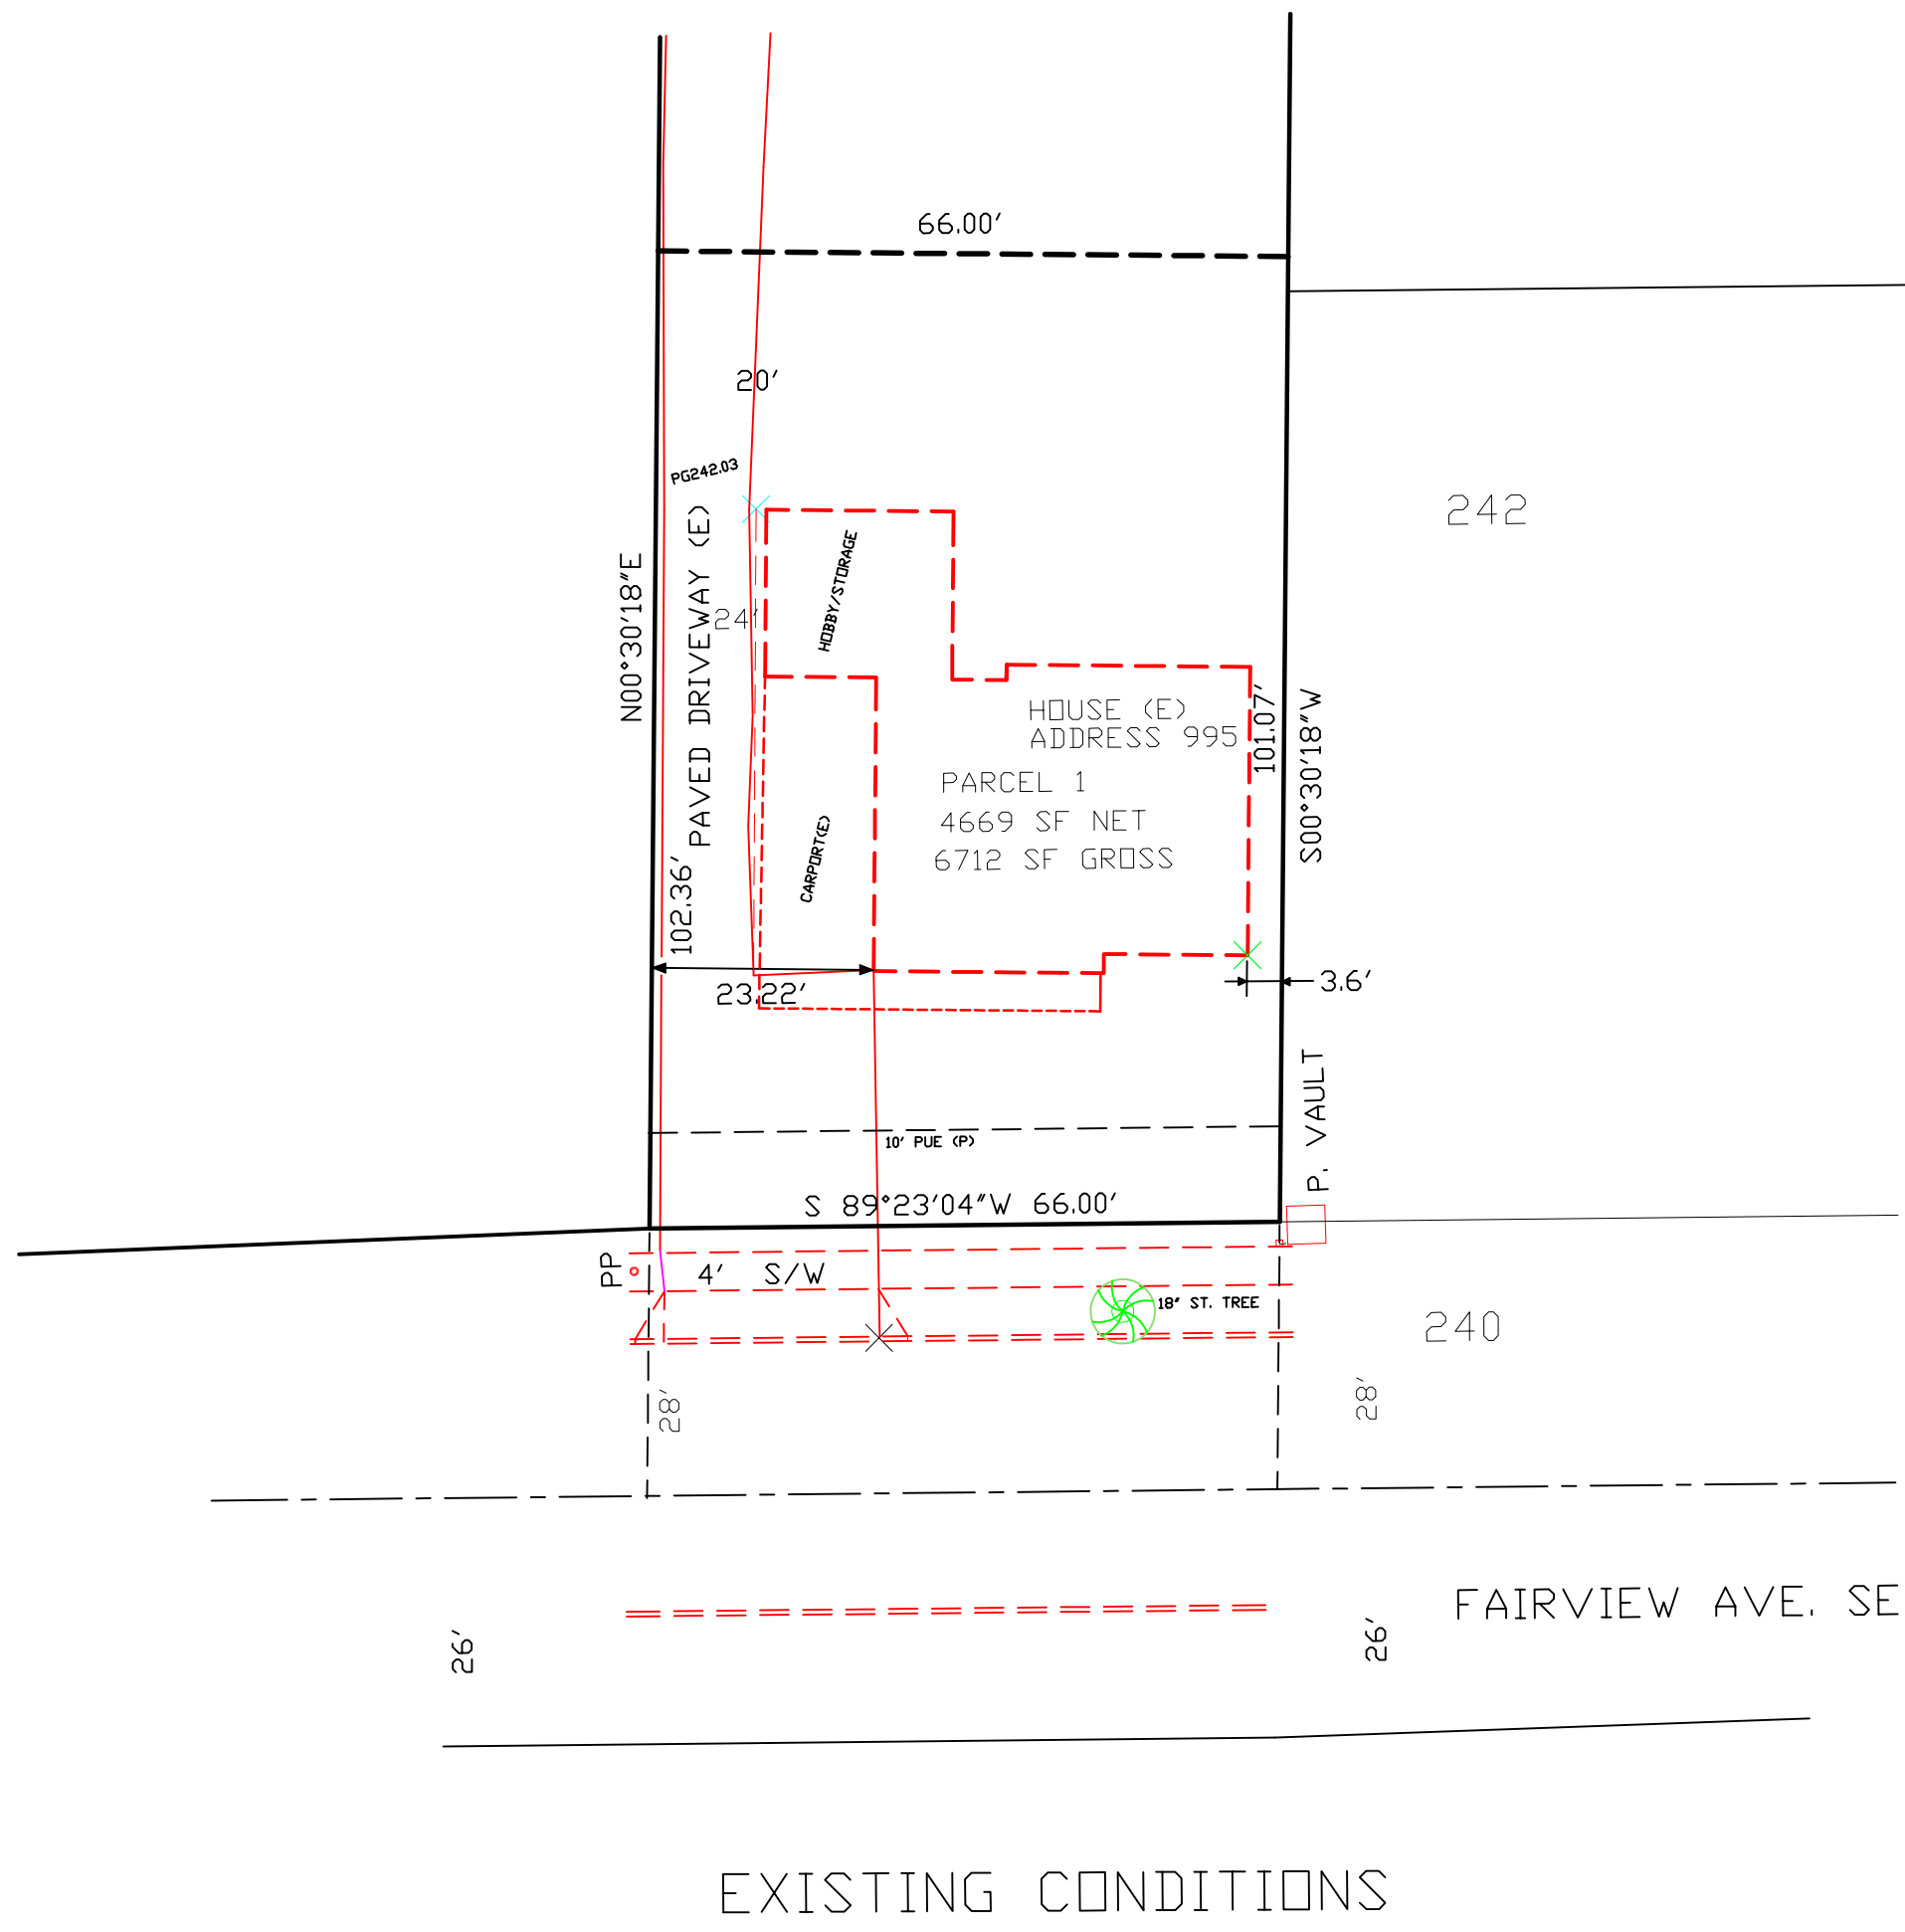 66.00'
20'
PG242.03
242
HOBBY/STORAGE
N00°30'18"E
PAVED DRIVEWAY (E)
24'
HOUSE (E)
ADDRESS 995
101.07'
S00°30'18"W
PARCEL 1
4669 SF NET
6712 SF GROSS
CARPORT(E)
102.36'
23.22'
3.6'
P. VAULT
10' PUE (P)
S 89°23'04"W 66.00'
PP
4' S/W
18" ST. TREE
240
28'
28'
FAIRVIEW AVE. SE
26'
26'
EXISTING CONDITIONS